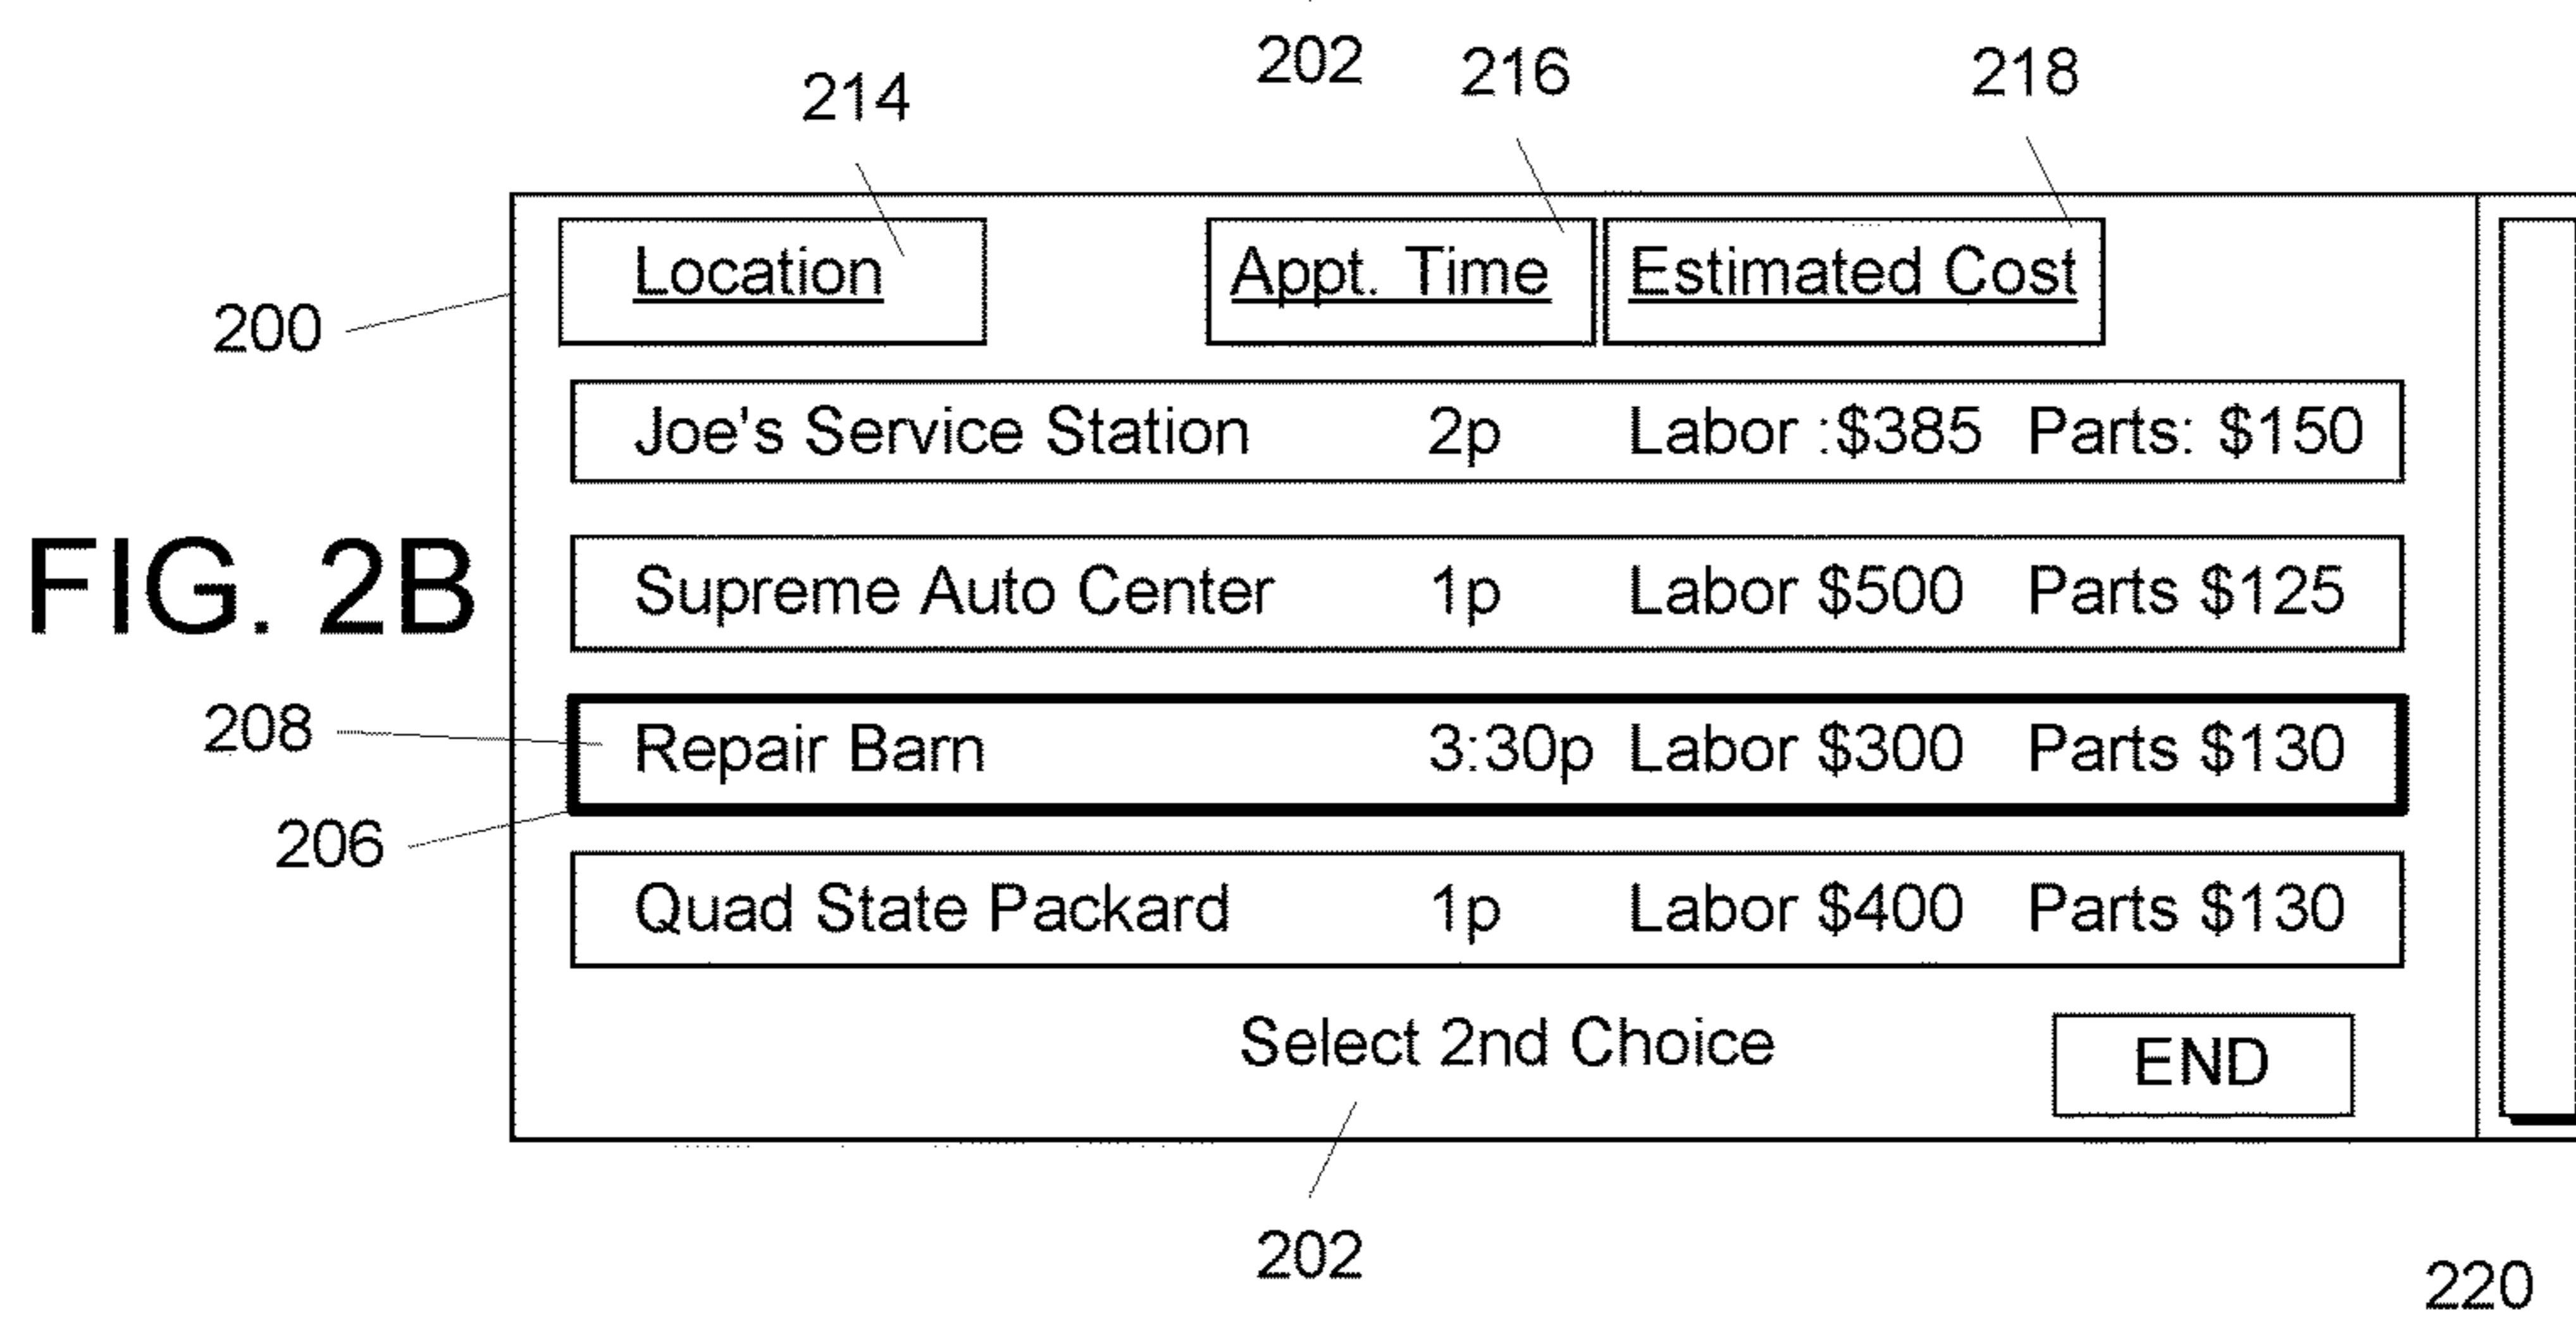 202 216 218
214
Location Appt. Time Estimated Cost
200
Joe's Service Station 2p Labor :$385 Parts: $150
FIG. 2B
Supreme Auto Center 1p Labor $500 Parts $125
208
Repair Barn 3:30p Labor $300 Parts $130
206
Quad State Packard 1p Labor $400 Parts $130
Select 2nd Choice
END
202
220